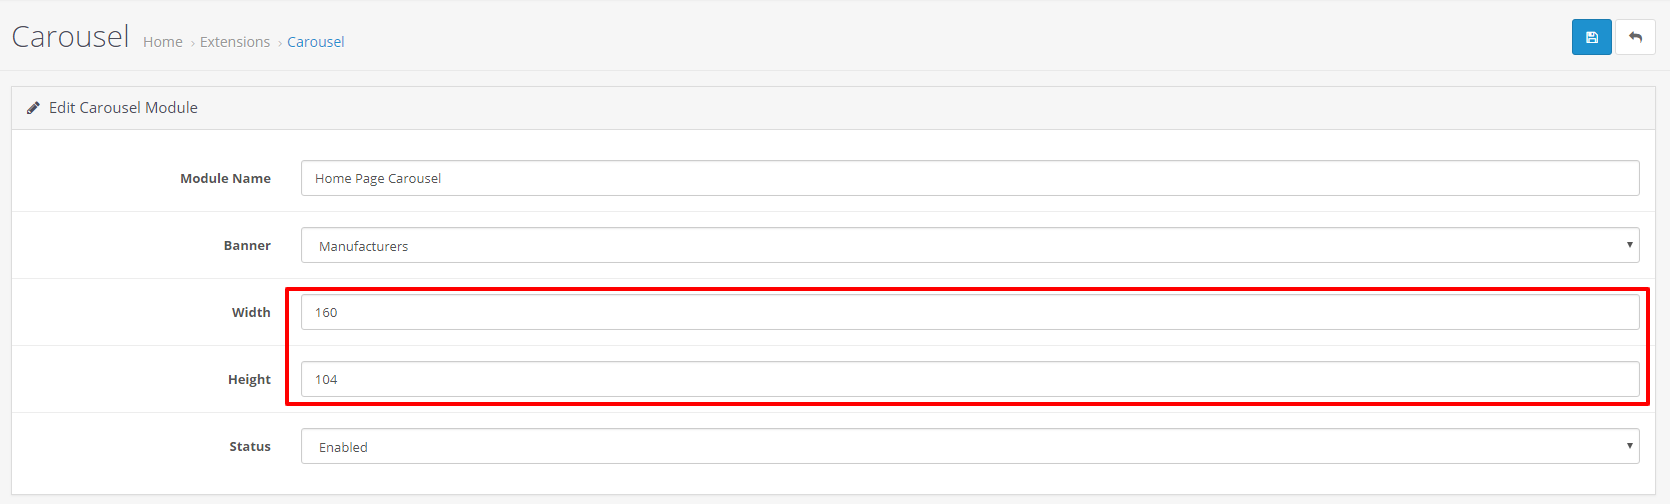 Carousel Home › Extensions › Carousel
Edit Carousel Module
Module Name Home Page Carousel
Banner Manufacturers
Width 160
Height 104
Status Enabled